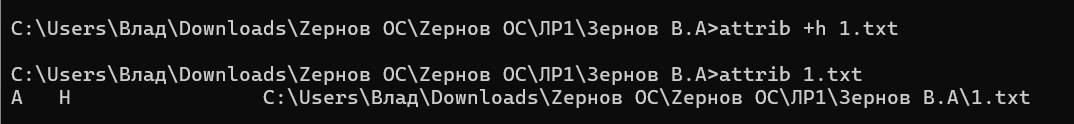 C:\Users\Влад\Downloads\Zернов ОС\Zернов ОС\ЛР1\Зернов В.А>attrib +h 1.txt
C:\Users\Влад\Downloads\Zернов ОС\Zернов ОС\ЛР1\Зернов В.А>attrib 1.txt
A   H                C:\Users\Влад\Downloads\Zернов ОС\Zернов ОС\ЛР1\Зернов В.А\1.txt